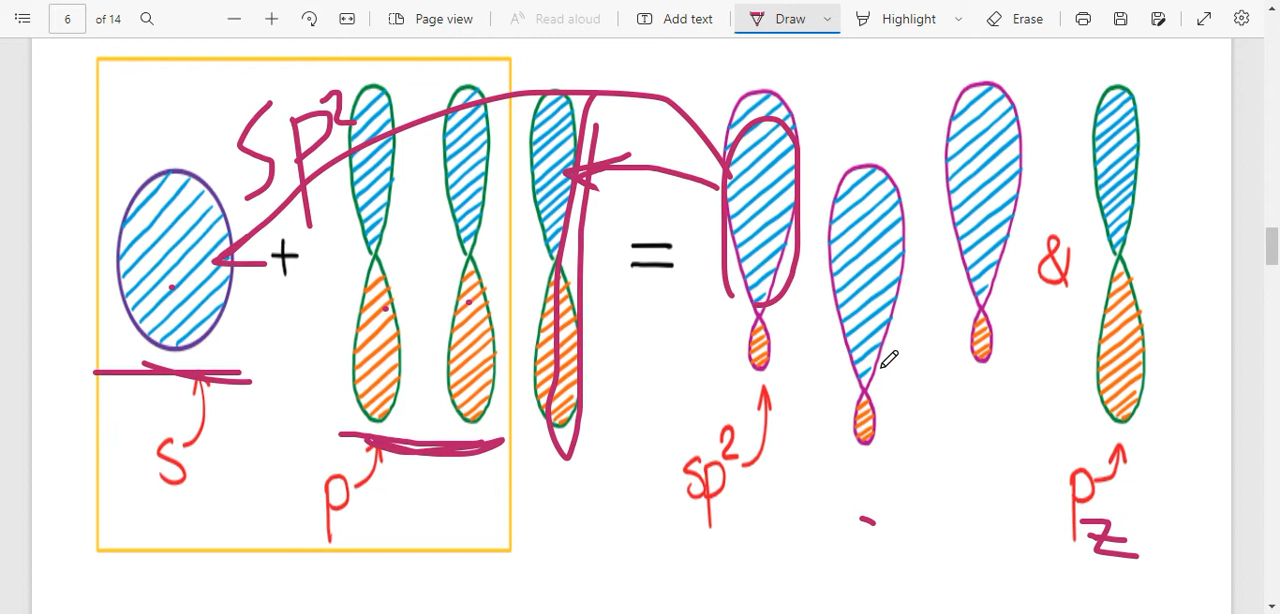 6 of 14 Page view Read aloud Add text Draw Highlight Erase
sp²
+ = &
s p sp² p
z